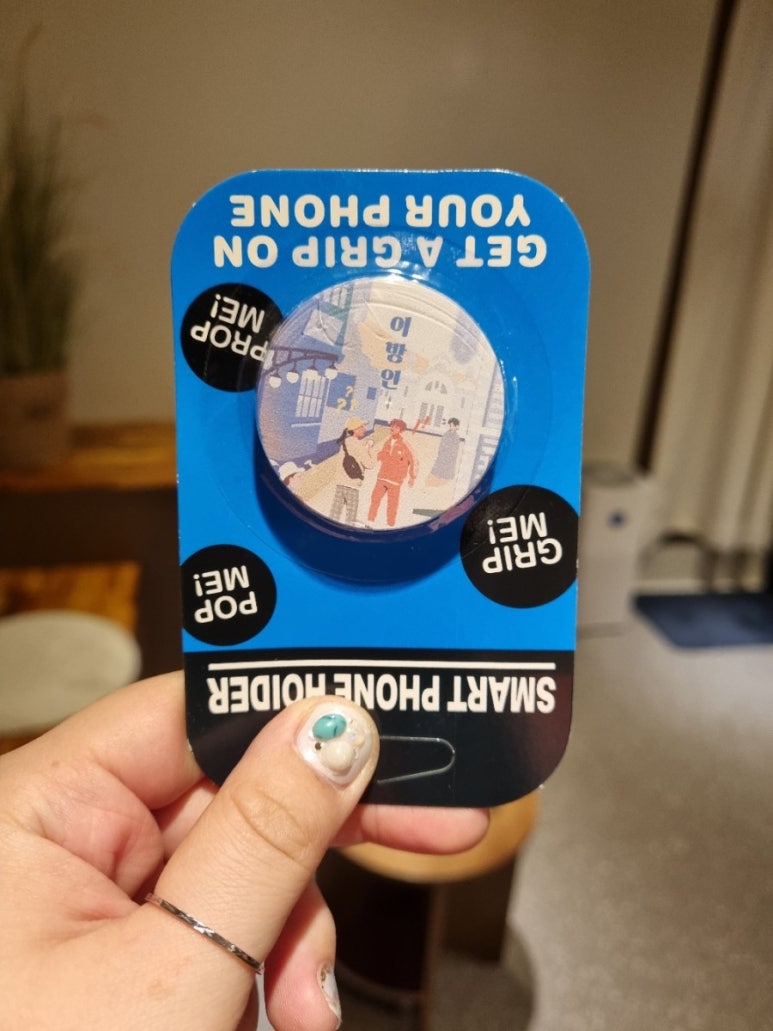 SMART PHONE HOLDER
POP
ME!
GRIP
ME!
PROP
ME!
이방인
GET A GRIP ON
YOUR PHONE